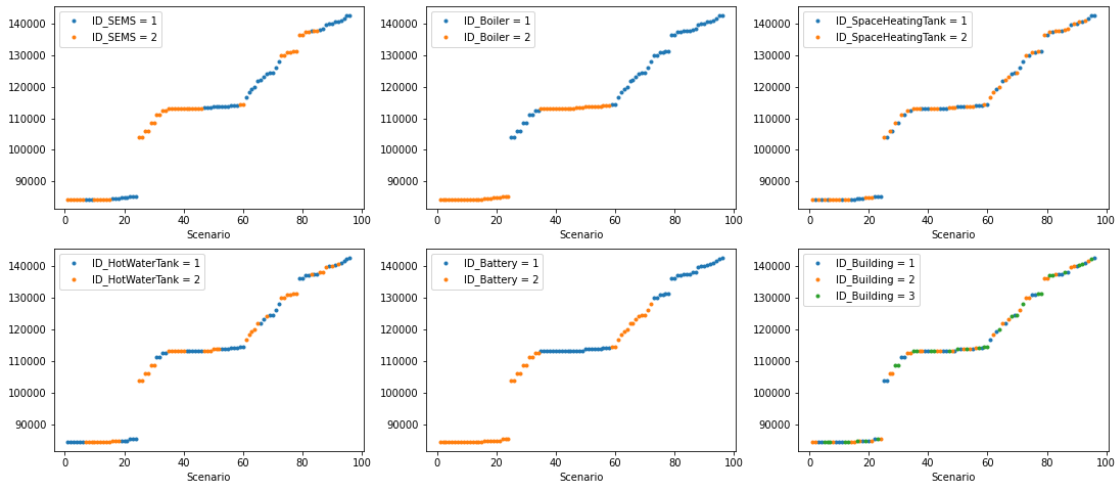 ID_SEMS = 1
ID_SEMS = 2
140000
130000
120000
110000
100000
90000
0 20 40 60 80 100
Scenario
ID_Boiler = 1
ID_Boiler = 2
140000
130000
120000
110000
100000
90000
0 20 40 60 80 100
Scenario
ID_SpaceHeatingTank = 1
ID_SpaceHeatingTank = 2
140000
130000
120000
110000
100000
90000
0 20 40 60 80 100
Scenario
ID_HotWaterTank = 1
ID_HotWaterTank = 2
140000
130000
120000
110000
100000
90000
0 20 40 60 80 100
Scenario
ID_Battery = 1
ID_Battery = 2
140000
130000
120000
110000
100000
90000
0 20 40 60 80 100
Scenario
ID_Building = 1
ID_Building = 2
ID_Building = 3
140000
130000
120000
110000
100000
90000
0 20 40 60 80 100
Scenario